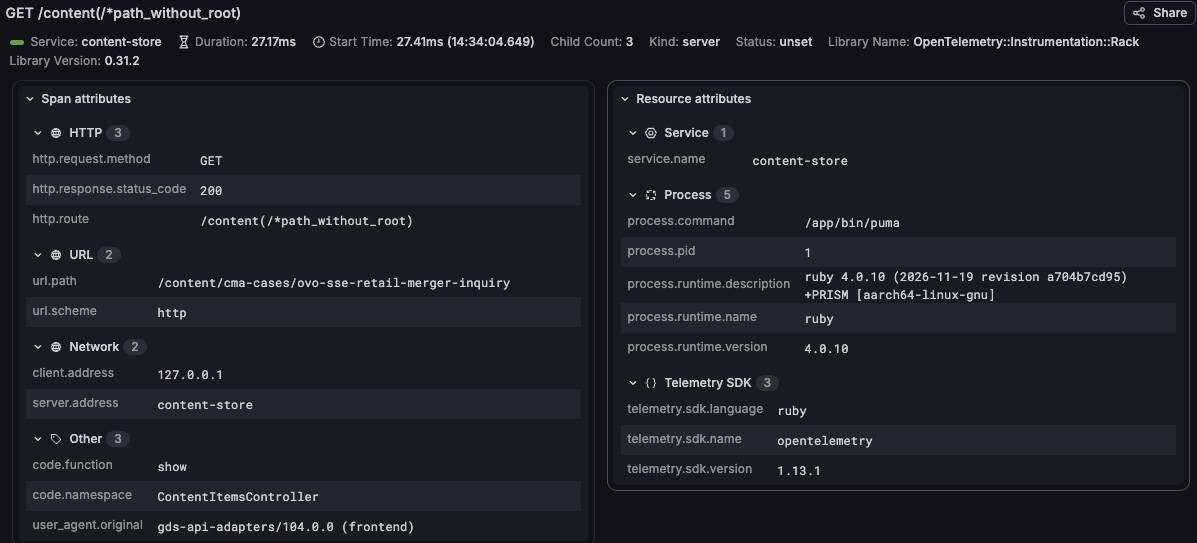 GET /content(/*path_without_root)
Share
Service: content-store Duration: 27.17ms Start Time: 27.41ms (14:34:04.649) Child Count: 3 Kind: server Status: unset Library Name: OpenTelemetry::Instrumentation::Rack
Library Version: 0.31.2
Span attributes
HTTP 3
http.request.method GET
http.response.status_code 200
http.route /content(/*path_without_root)
URL 2
url.path /content/cma-cases/ovo-sse-retail-merger-inquiry
url.scheme http
Network 2
client.address 127.0.0.1
server.address content-store
Other 3
code.function show
code.namespace ContentItemsController
user_agent.original gds-api-adapters/104.0.0 (frontend)
Resource attributes
Service 1
service.name content-store
Process 5
process.command /app/bin/puma
process.pid 1
process.runtime.description ruby 4.0.10 (2026-11-19 revision a704b7cd95)
+PRISM [aarch64-linux-gnu]
process.runtime.name ruby
process.runtime.version 4.0.10
Telemetry SDK 3
telemetry.sdk.language ruby
telemetry.sdk.name opentelemetry
telemetry.sdk.version 1.13.1